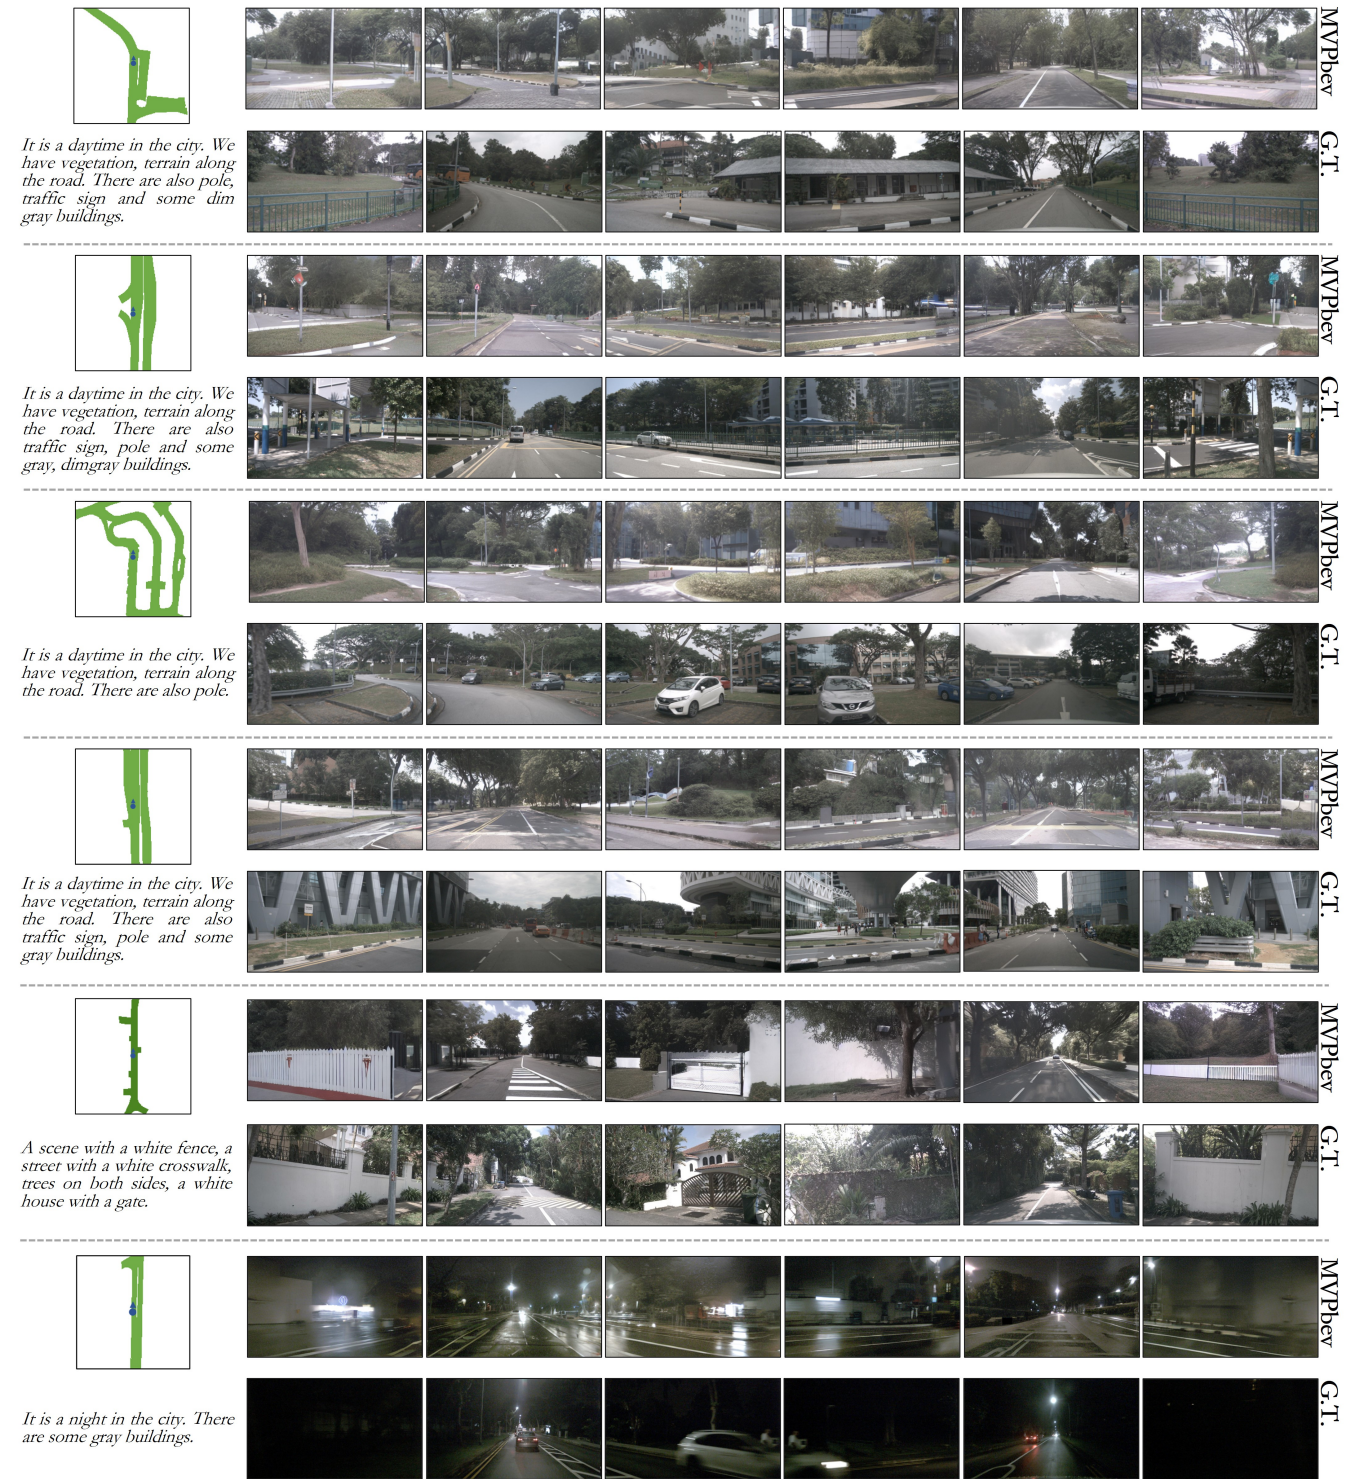 MVPbev
It is a daytime in the city. We
have vegetation, terrain along
the road. There are also pole,
traffic sign and some dim
gray buildings.
G.T.
MVPbev
It is a daytime in the city. We
have vegetation, terrain along
the road. There are also
traffic sign, pole and some
gray, dimgray buildings.
G.T.
MVPbev
It is a daytime in the city. We
have vegetation, terrain along
the road. There are also pole.
G.T.
MVPbev
It is a daytime in the city. We
have vegetation, terrain along
the road. There are also
traffic sign, pole and some
gray buildings.
G.T.
MVPbev
A scene with a white fence, a
street with a white crosswalk,
trees on both sides, a white
house with a gate.
G.T.
MVPbev
It is a night in the city. There
are some gray buildings.
G.T.